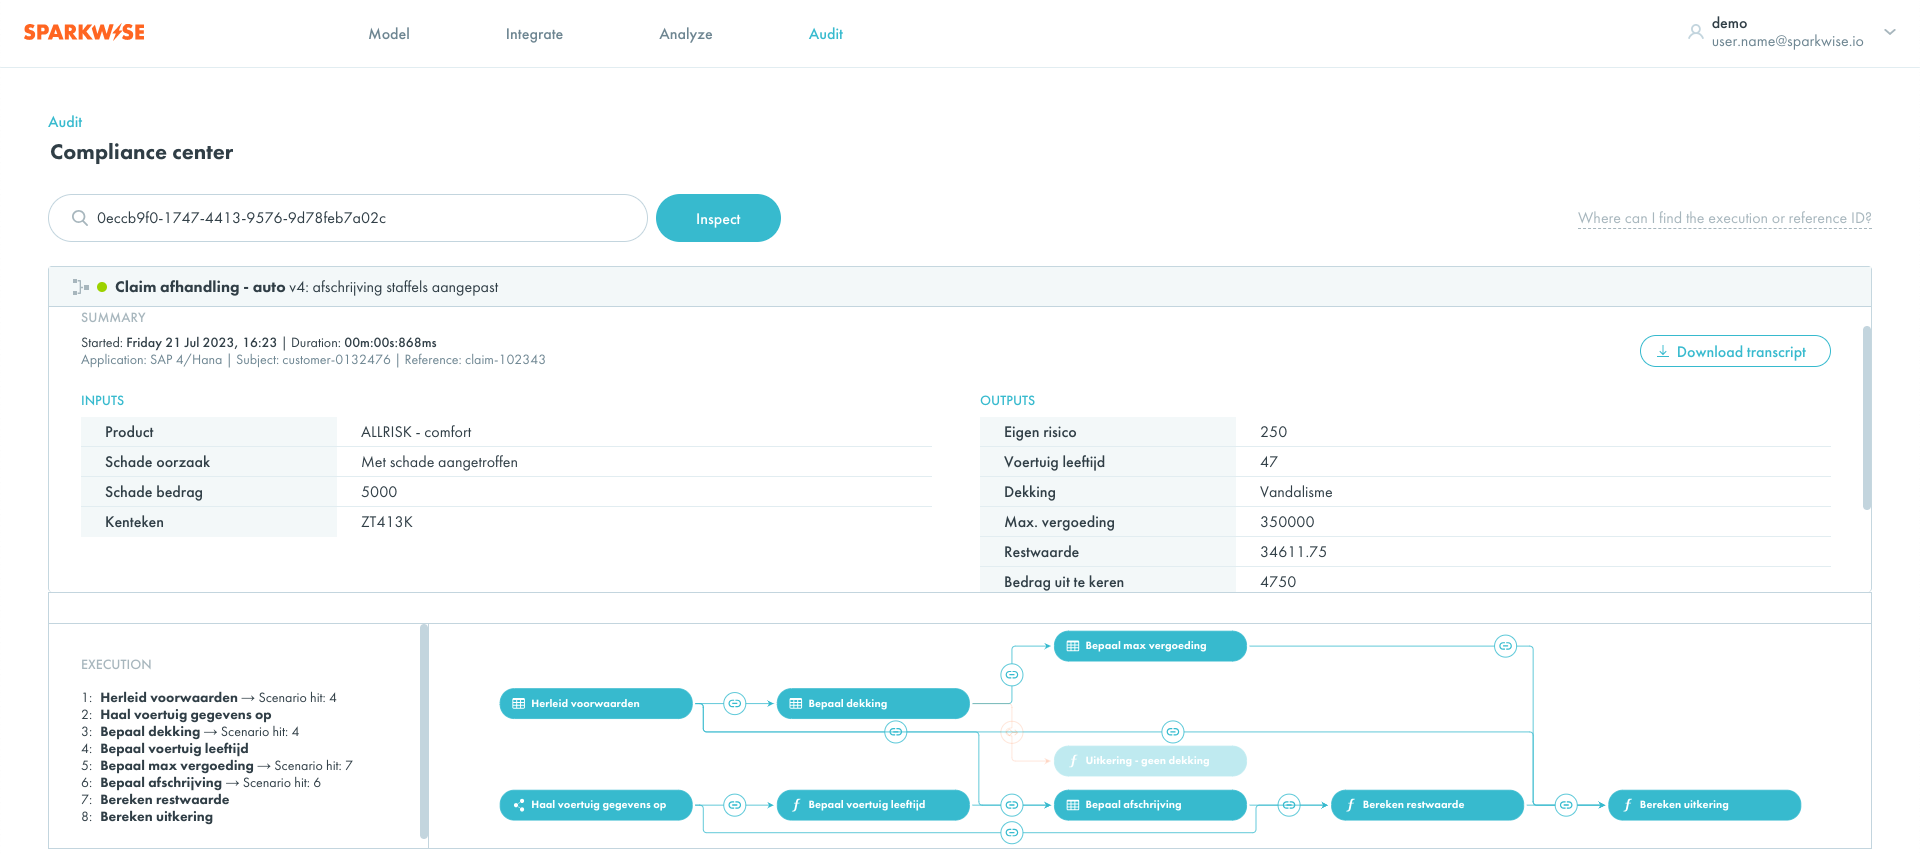 SPARKWISE
Model
Integrate
Analyze
Audit
demo
user.name@sparkwise.io
Audit
Compliance center
0eccb9f0-1747-4413-9576-9d78feb7a02c
Inspect
Where can I find the execution or reference ID?
Claim afhandling - auto v4: afschrijving staffels aangepast
SUMMARY
Started: Friday 21 Jul 2023, 16:23 | Duration: 00m:00s:868ms
Application: SAP 4/Hana | Subject: customer-0132476 | Reference: claim-102343
Download transcript
INPUTS
Product ALLRISK - comfort
Schade oorzaak Met schade aangetroffen
Schade bedrag 5000
Kenteken ZT413K
OUTPUTS
Eigen risico 250
Voertuig leeftijd 47
Dekking Vandalisme
Max. vergoeding 350000
Restwaarde 34611.75
Bedrag uit te keren 4750
EXECUTION
1: Herleid voorwaarden → Scenario hit: 4
2: Haal voertuig gegevens op
3: Bepaal dekking → Scenario hit: 4
4: Bepaal voertuig leeftijd
5: Bepaal max vergoeding → Scenario hit: 7
6: Bepaal afschrijving → Scenario hit: 6
7: Bereken restwaarde
8: Bereken uitkering
Bepaal max vergoeding
Herleid voorwaarden
Bepaal dekking
Uitkering - geen dekking
Haal voertuig gegevens op
Bepaal voertuig leeftijd
Bepaal afschrijving
Bereken restwaarde
Bereken uitkering